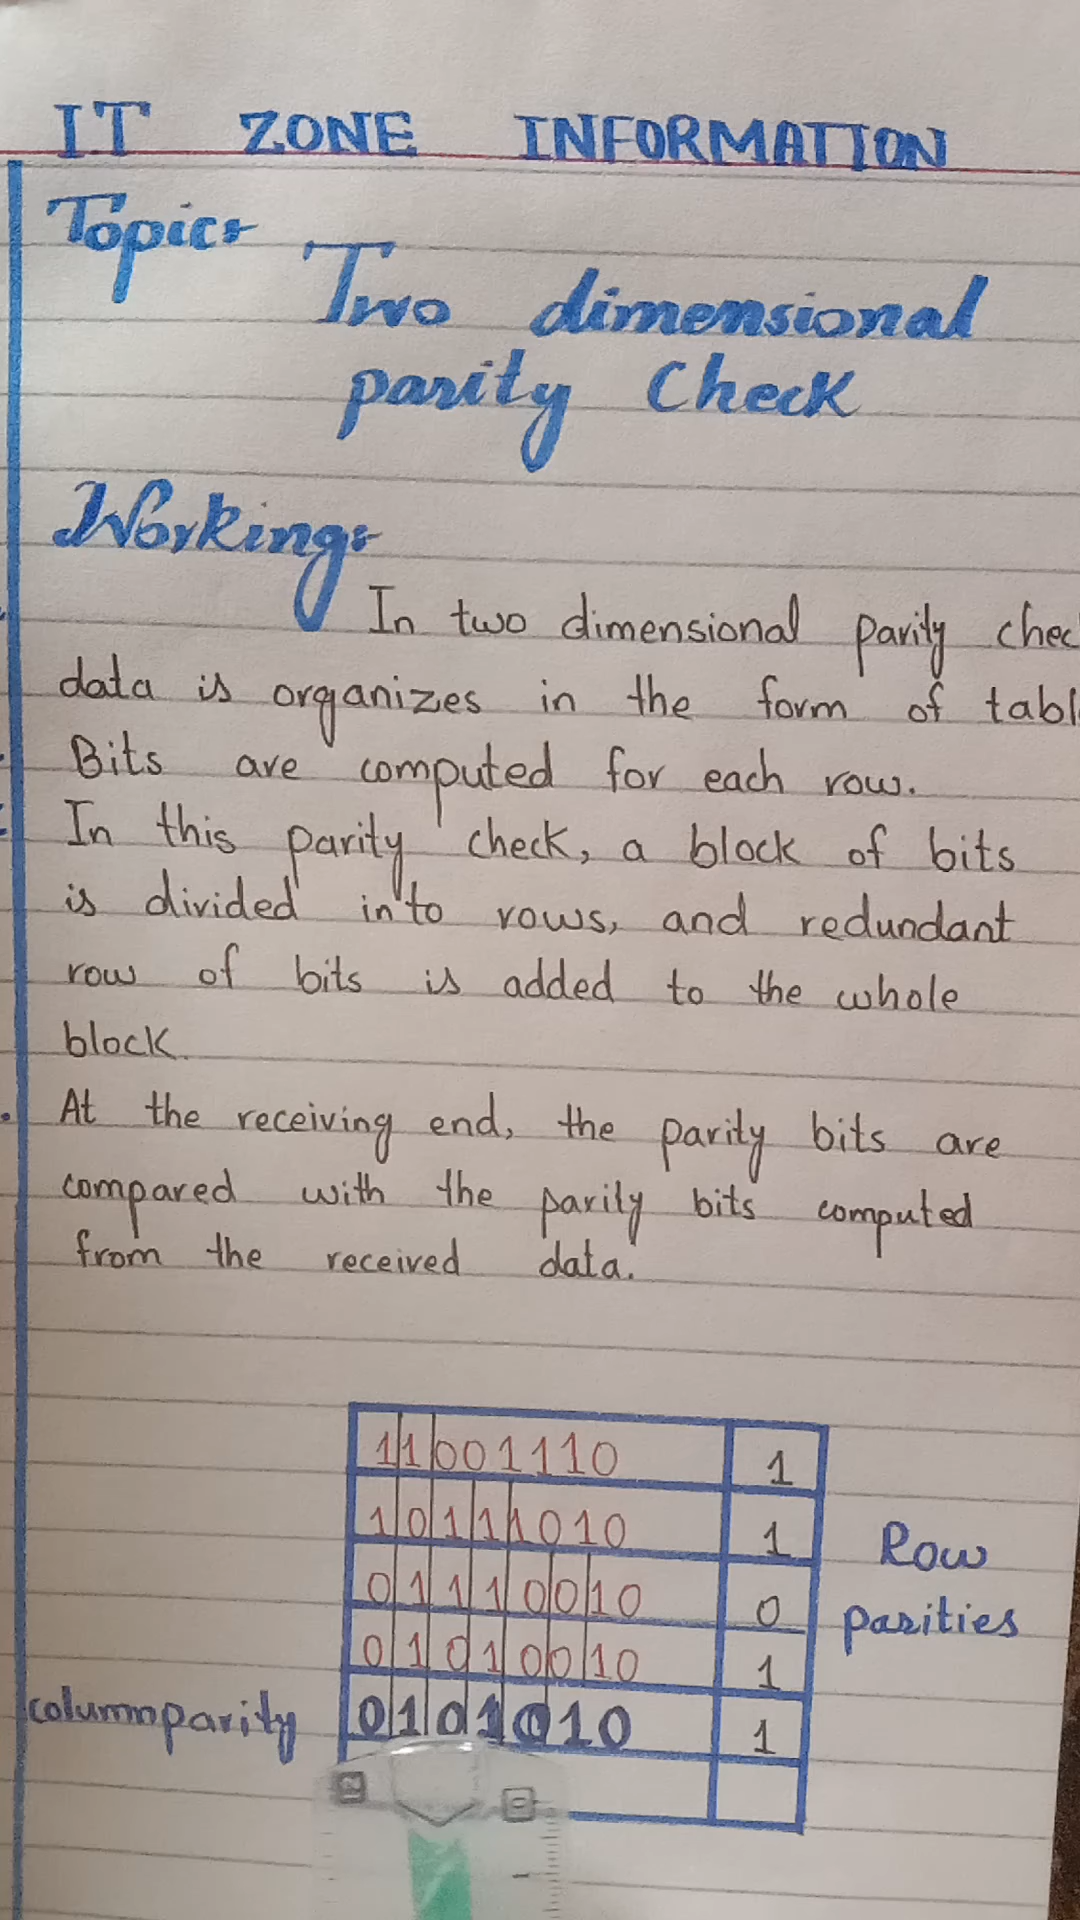 IT ZONE INFORMATION
Topic:-
Two dimensional
parity Check
Working:-
In two dimensional parity chec
data is organizes in the form of tabl
Bits are computed for each row.
In this parity check, a block of bits
is divided into rows, and redundant
row of bits is added to the whole
block.
At the receiving end, the parity bits are
compared with the parity bits computed
from the received data.
11001110 1
10111010 1
Row
01110010 0
parities
01010010 1
columnparity 0101010 1